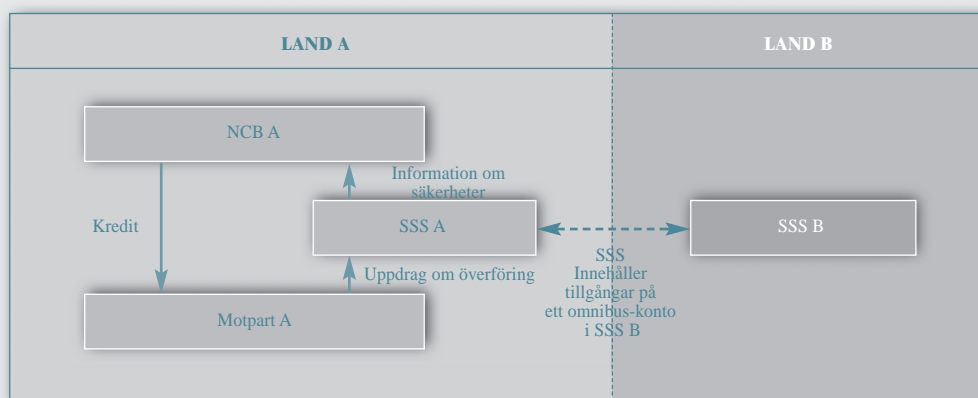 LAND A
LAND B
NCB A
Information om
säkerheter
Kredit
SSS A
SSS B
Uppdrag om överföring
SSS
Innehåller
tillgångar på
ett omnibus-konto
i SSS B
Motpart A